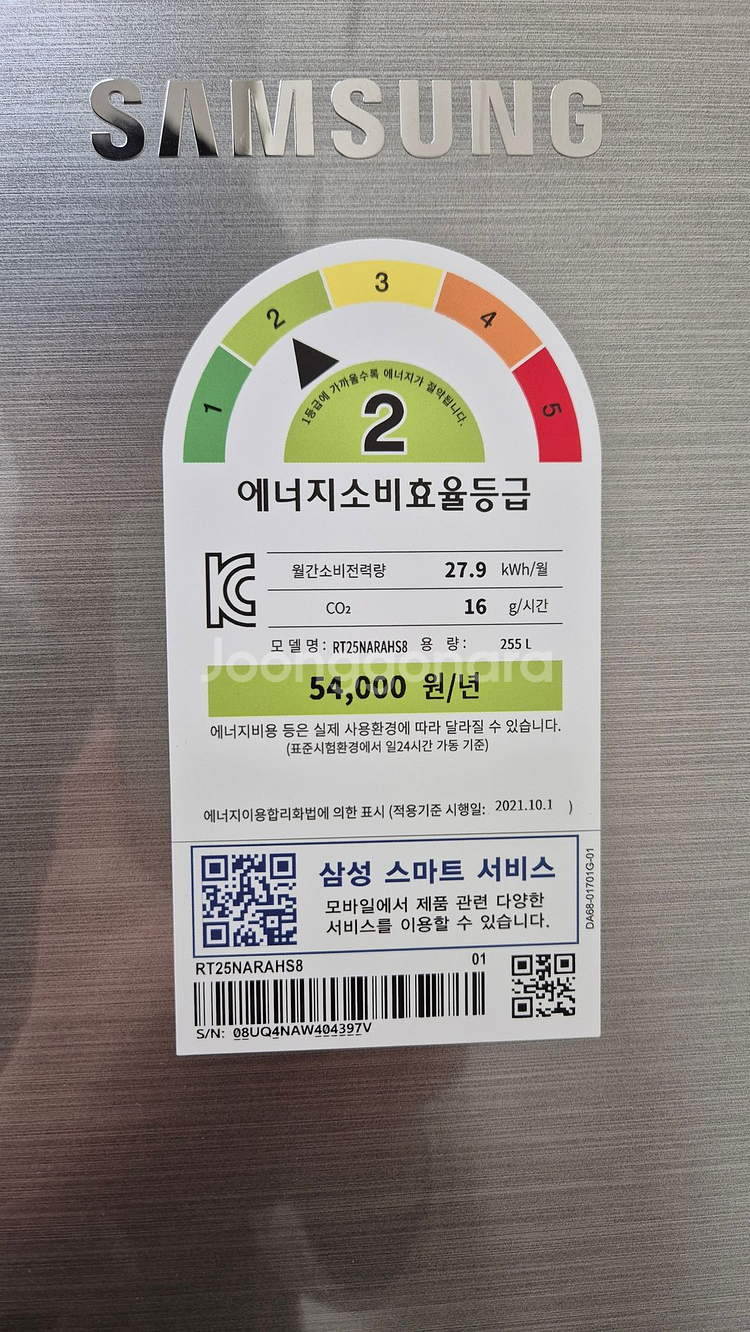 SAMSUNG
1
2
3
4
5
1등급에 가까울수록 에너지가 절약됩니다.
2
에너지소비효율등급
월간소비전력량 27.9 kWh/월
CO₂ 16 g/시간
모델명: RT25NARAHS8 용 량: 255 L
Joonggonara
54,000 원/년
에너지비용 등은 실제 사용환경에 따라 달라질 수 있습니다.
(표준시험환경에서 일24시간 가동 기준)
에너지이용합리화법에 의한 표시 (적용기준 시행일: 2021.10.1 )
삼성 스마트 서비스
모바일에서 제품 관련 다양한
서비스를 이용할 수 있습니다.
DA68-01701G-01
RT25NARAHS8 01
S/N: 08UQ4NAW404397V